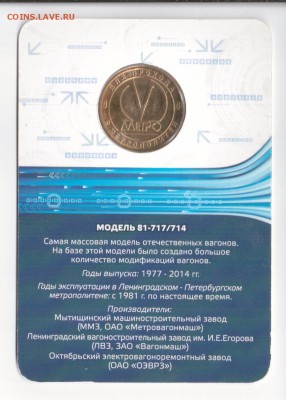 COINS.LAVE.RU
ЭЛЕКТРОДЕПО
МЕТРО
МОДЕЛЬ 81-717/714
Самая массовая модель отечественных вагонов.
На базе этой модели было создано большое
количество модификаций вагонов.
Годы выпуска: 1977 - 2014 гг.
Годы эксплуатации в Ленинградском - Петербургском
метрополитене: с 1981 г. по настоящее время.
Производители:
Мытищинский машиностроительный завод
(ММЗ, ОАО «Метровагонмаш»)
Ленинградский вагоностроительный завод им. И.Е.Егорова
(ЛВЗ, ЗАО «Вагонмаш»)
Октябрьский электровагоноремонтный завод
(ОАО «ОЭВРЗ»)